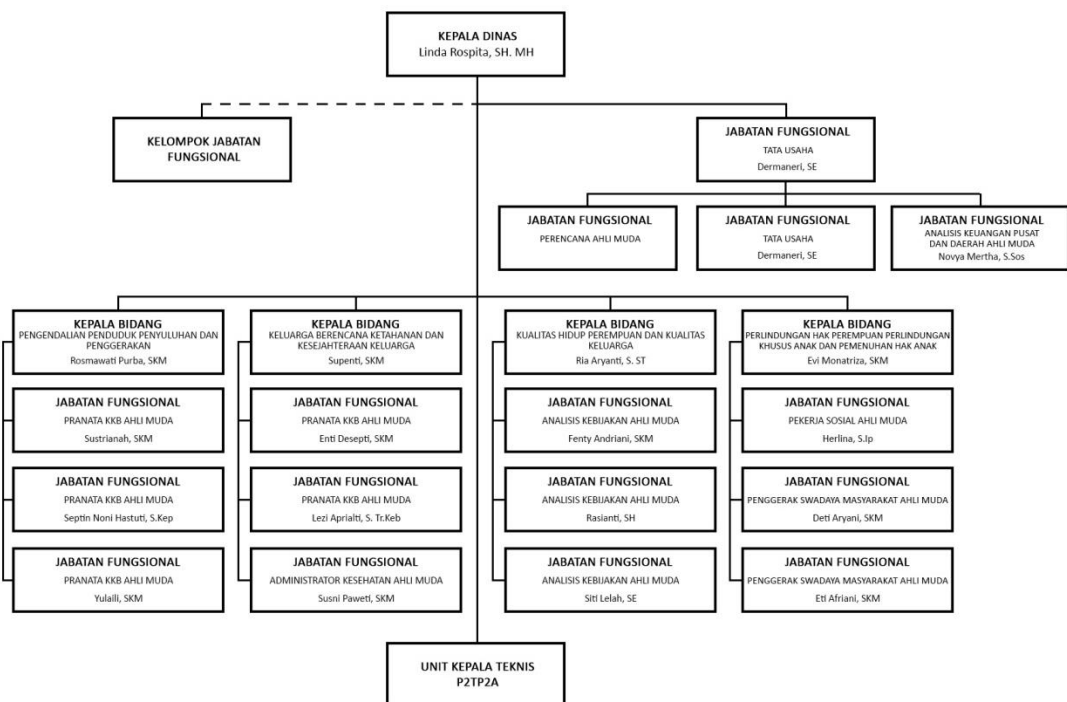 KEPALA DINAS
Linda Rospita, SH. MH
KELOMPOK JABATAN
FUNGSIONAL
JABATAN FUNGSIONAL
TATA USAHA
Dermaneri, SE
JABATAN FUNGSIONAL
PERENCANA AHLI MUDA
JABATAN FUNGSIONAL
TATA USAHA
Dermaneri, SE
JABATAN FUNGSIONAL
ANALISIS KEUANGAN PUSAT
DAN DAERAH AHLI MUDA
Novya Mertha, S.Sos
KEPALA BIDANG
PENGENDALIAN PENDUDUK PENYULUHAN DAN
PENGGERAKAN
Rosmawati Purba, SKM
JABATAN FUNGSIONAL
PRANATA KKB AHLI MUDA
Sustrianah, SKM
JABATAN FUNGSIONAL
PRANATA KKB AHLI MUDA
Septin Noni Hastuti, S.Kep
JABATAN FUNGSIONAL
PRANATA KKB AHLI MUDA
Yulaili, SKM
KEPALA BIDANG
KELUARGA BERENCANA KETAHANAN DAN
KESEJAHTERAAN KELUARGA
Supenti, SKM
JABATAN FUNGSIONAL
PRANATA KKB AHLI MUDA
Enti Desepti, SKM
JABATAN FUNGSIONAL
PRANATA KKB AHLI MUDA
Lezi Aprialti, S. Tr.Keb
JABATAN FUNGSIONAL
ADMINISTRATOR KESEHATAN AHLI MUDA
Susni Paweti, SKM
KEPALA BIDANG
KUALITAS HIDUP PEREMPUAN DAN KUALITAS
KELUARGA
Ria Aryanti, S. ST
JABATAN FUNGSIONAL
ANALISIS KEBIJAKAN AHLI MUDA
Fenty Andriani, SKM
JABATAN FUNGSIONAL
ANALISIS KEBIJAKAN AHLI MUDA
Rasianti, SH
JABATAN FUNGSIONAL
ANALISIS KEBIJAKAN AHLI MUDA
Siti Lelah, SE
KEPALA BIDANG
PERLINDUNGAN HAK PEREMPUAN PERLINDUNGAN
KHUSUS ANAK DAN PEMENUHAN HAK ANAK
Evi Monatriza, SKM
JABATAN FUNGSIONAL
PEKERJA SOSIAL AHLI MUDA
Herlina, S.Ip
JABATAN FUNGSIONAL
PENGGERAK SWADAYA MASYARAKAT AHLI MUDA
Deti Aryani, SKM
JABATAN FUNGSIONAL
PENGGERAK SWADAYA MASYARAKAT AHLI MUDA
Eti Afriani, SKM
UNIT KEPALA TEKNIS
P2TP2A